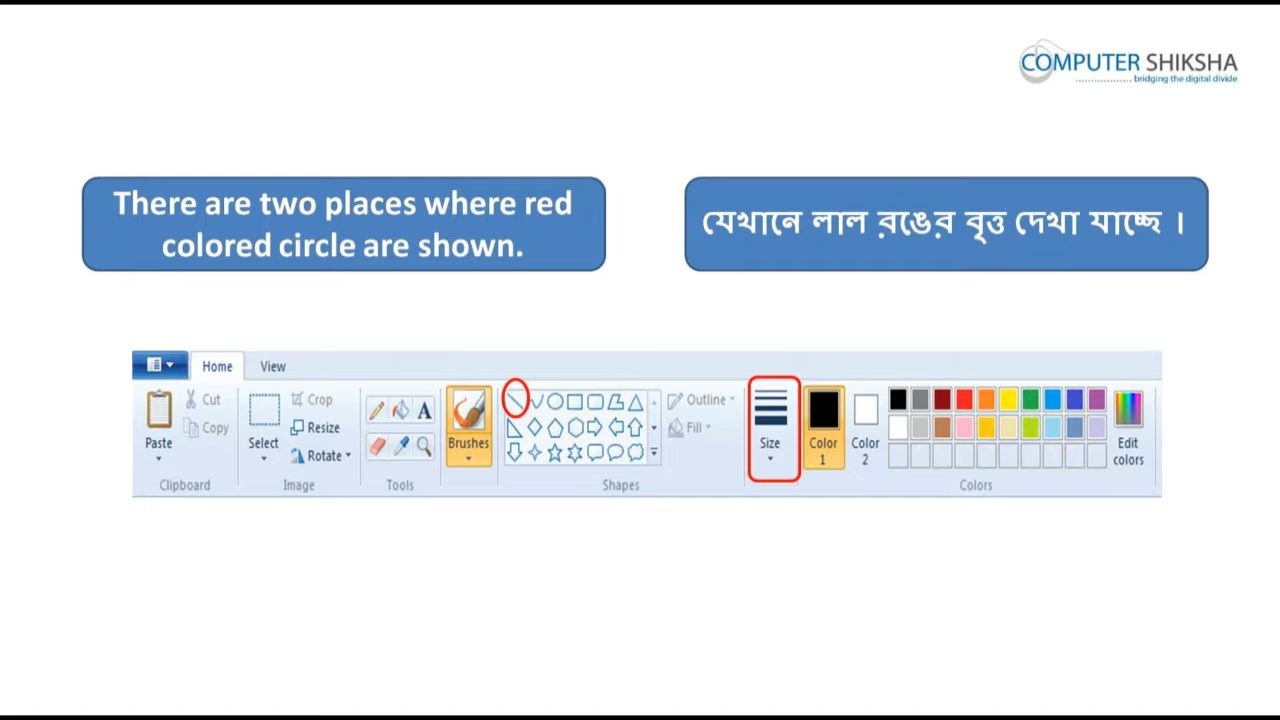 COMPUTER SHIKSHA
bridging the digital divide
There are two places where red
colored circle are shown.
যেখানে লাল রঙের বৃত্ত দেখা যাচ্ছে ।
Home View
Cut
Copy
Paste
Clipboard
Crop
Resize
Rotate
Select
Image
A
Tools
Brushes
Outline
Fill
Shapes
Size
Color
1
Color
2
Edit
colors
Colors